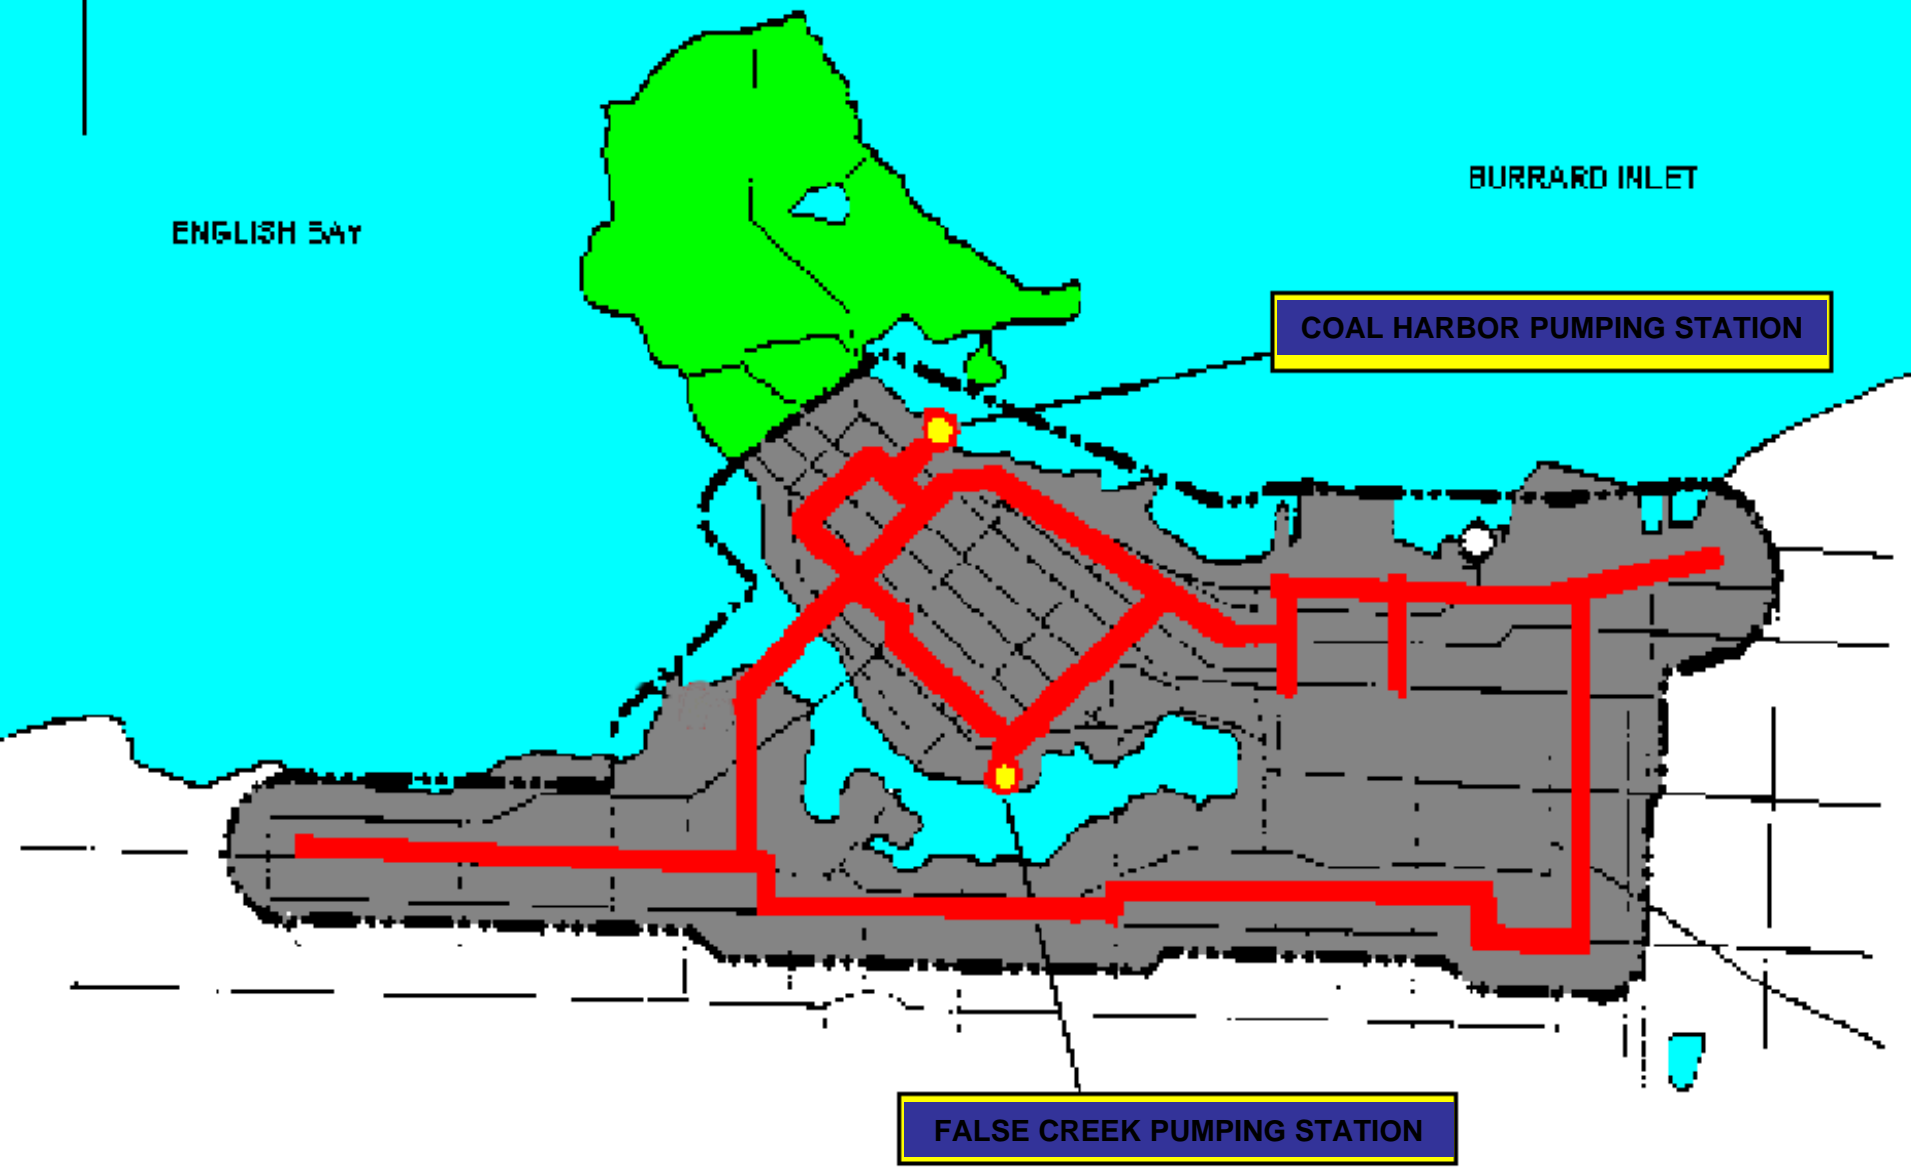 BURRARD INLET
ENGLISH BAY
COAL HARBOR PUMPING STATION
FALSE CREEK PUMPING STATION